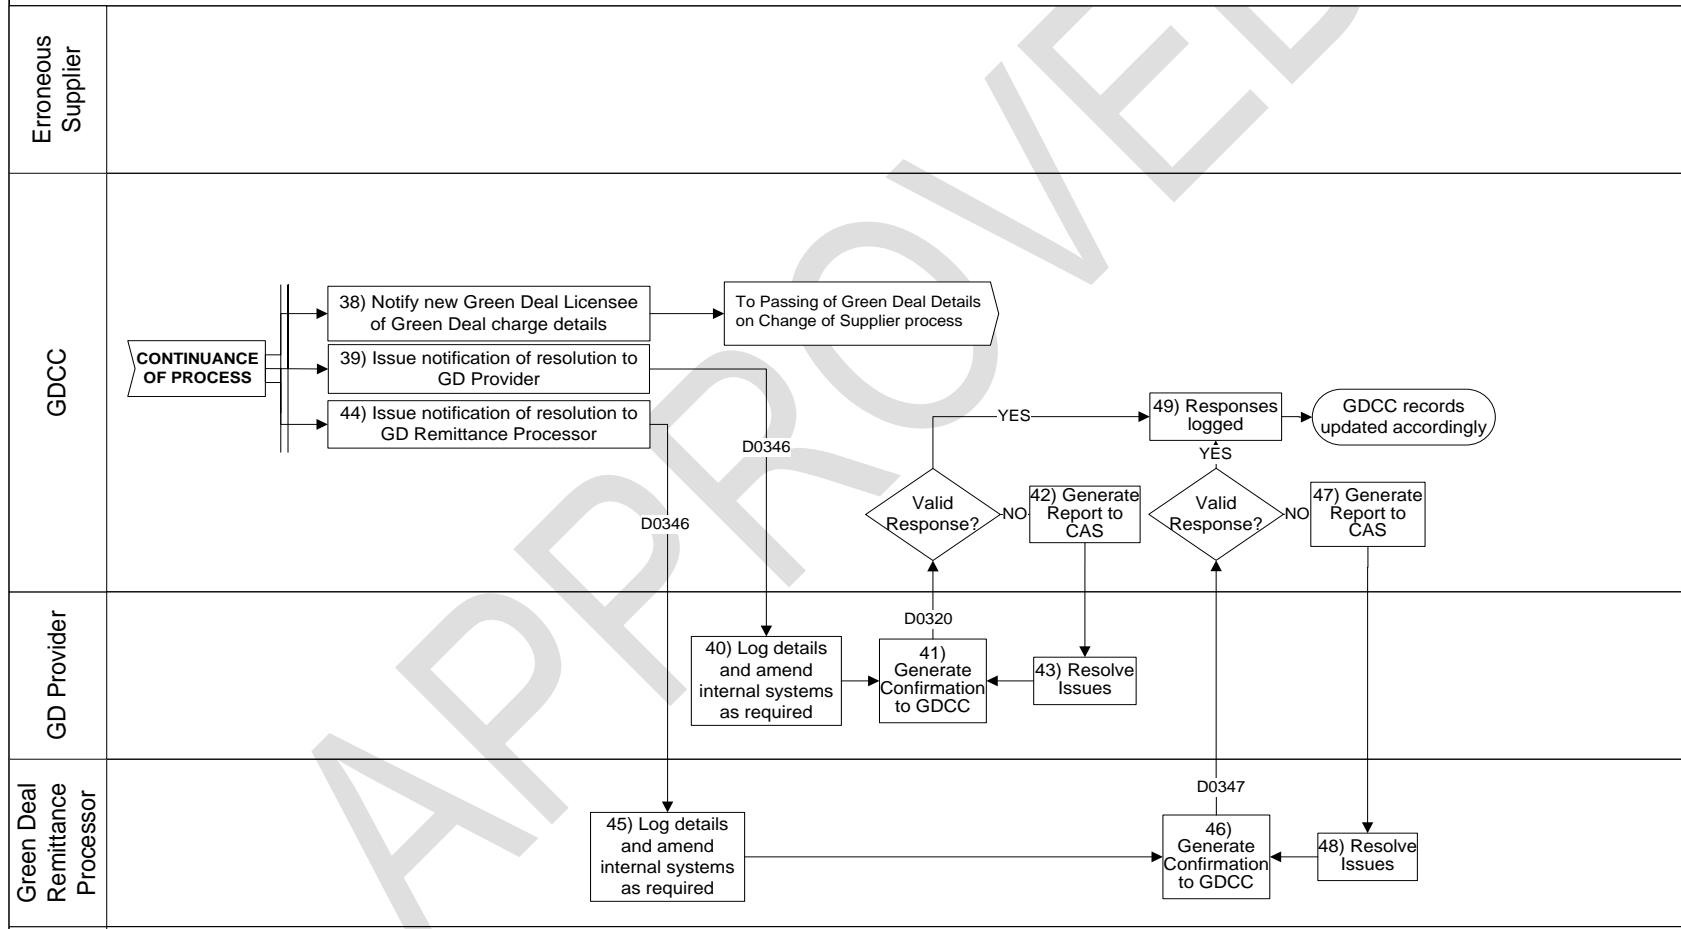 APPROVED
Erroneous
Supplier
GDCC
CONTINUANCE
OF PROCESS
38) Notify new Green Deal Licensee
of Green Deal charge details
To Passing of Green Deal Details
on Change of Supplier process
39) Issue notification of resolution to
GD Provider
44) Issue notification of resolution to
GD Remittance Processor
D0346
D0346
YES
49) Responses
logged
GDCC records
updated accordingly
YES
Valid
Response?
NO
42) Generate
Report to
CAS
Valid
Response?
NO
47) Generate
Report to
CAS
GD Provider
D0320
40) Log details
and amend
internal systems
as required
41)
Generate
Confirmation
to GDCC
43) Resolve
Issues
Green Deal
Remittance
Processor
D0347
45) Log details
and amend
internal systems
as required
46)
Generate
Confirmation
to GDCC
48) Resolve
Issues